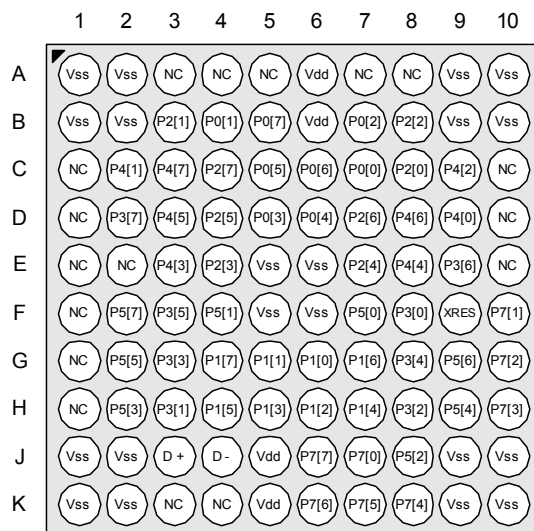 1 2 3 4 5 6 7 8 9 10
A Vss Vss NC NC NC Vdd NC NC Vss Vss
B Vss Vss P2[1] P0[1] P0[7] Vdd P0[2] P2[2] Vss Vss
C NC P4[1] P4[7] P2[7] P0[5] P0[6] P0[0] P2[0] P4[2] NC
D NC P3[7] P4[5] P2[5] P0[3] P0[4] P2[6] P4[6] P4[0] NC
E NC NC P4[3] P2[3] Vss Vss P2[4] P4[4] P3[6] NC
F NC P5[7] P3[5] P5[1] Vss Vss P5[0] P3[0] XRES P7[1]
G NC P5[5] P3[3] P1[7] P1[1] P1[0] P1[6] P3[4] P5[6] P7[2]
H NC P5[3] P3[1] P1[5] P1[3] P1[2] P1[4] P3[2] P5[4] P7[3]
J Vss Vss D + D - Vdd P7[7] P7[0] P5[2] Vss Vss
K Vss Vss NC NC Vdd P7[6] P7[5] P7[4] Vss Vss